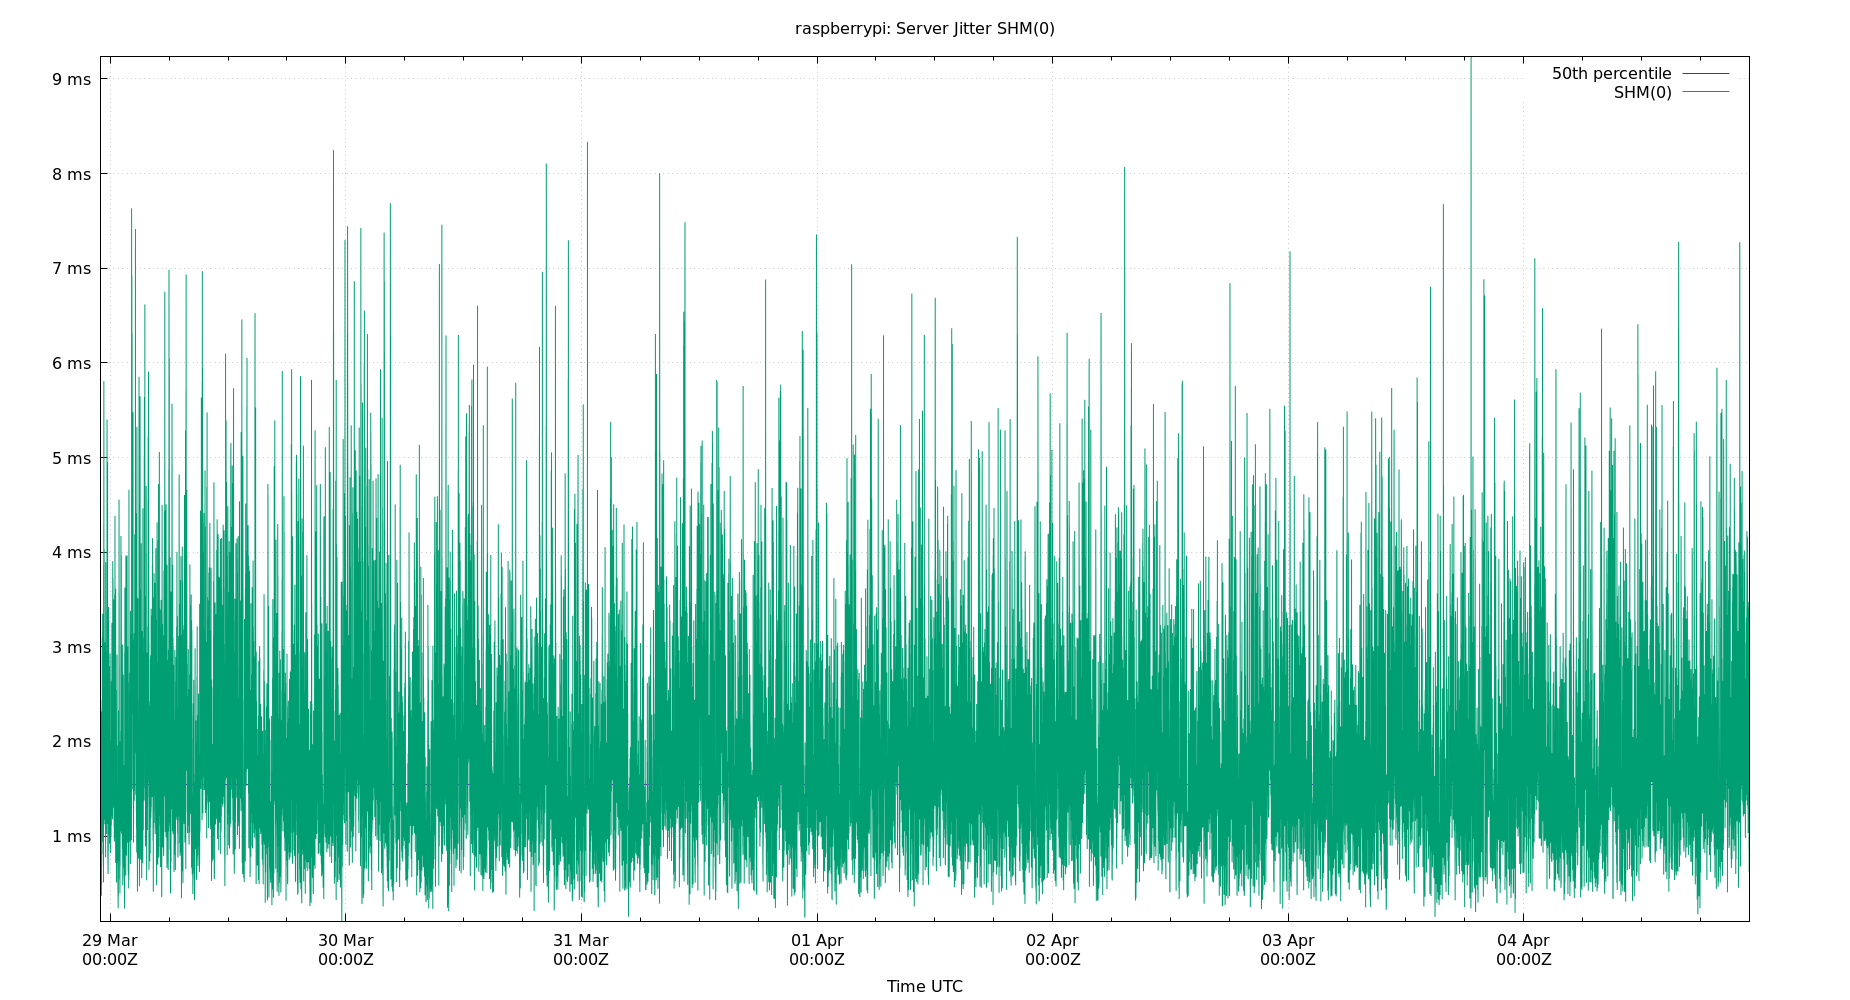 raspberrypi: Server Jitter SHM(0)
9 ms
8 ms
7 ms
6 ms
5 ms
4 ms
3 ms
2 ms
1 ms
50th percentile
SHM(0)
29 Mar
00:00Z
30 Mar
00:00Z
31 Mar
00:00Z
01 Apr
00:00Z
02 Apr
00:00Z
03 Apr
00:00Z
04 Apr
00:00Z
Time UTC